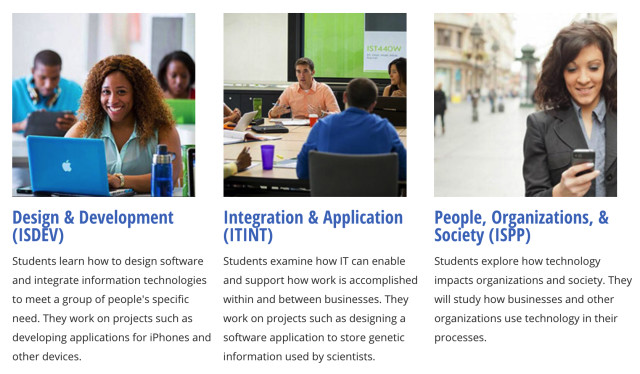 IST440W
Design & Development
(ISDEV)
Students learn how to design software
and integrate information technologies
to meet a group of people's specific
need. They work on projects such as
developing applications for iPhones and
other devices.
Integration & Application
(ITINT)
Students examine how IT can enable
and support how work is accomplished
within and between businesses. They
work on projects such as designing a
software application to store genetic
information used by scientists.
People, Organizations, &
Society (ISPP)
Students explore how technology
impacts organizations and society. They
will study how businesses and other
organizations use technology in their
processes.